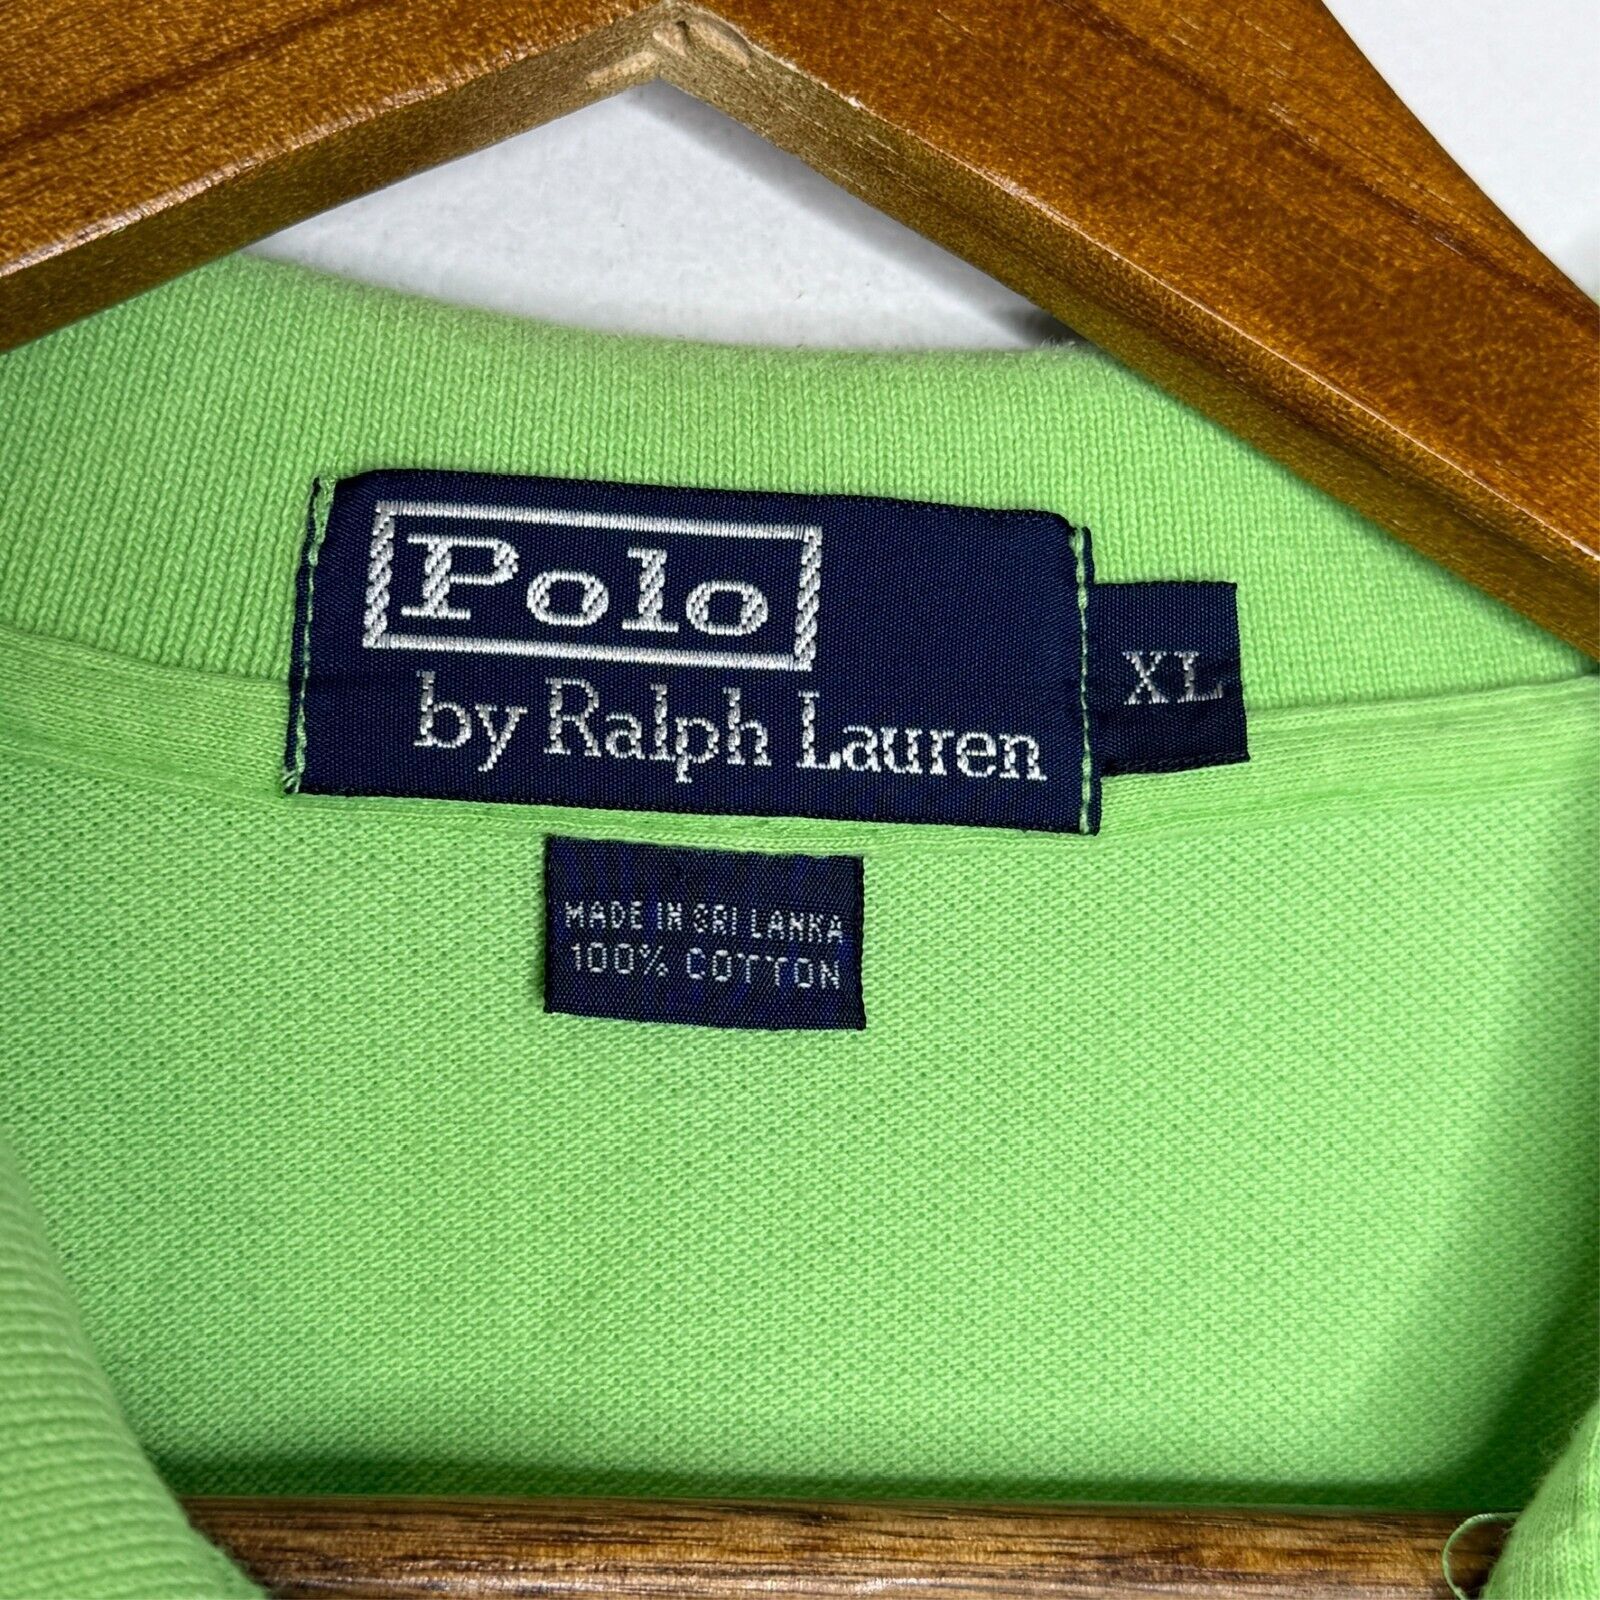 Polo
by Ralph Lauren
XL
MADE IN SRI LANKA
100% COTTON